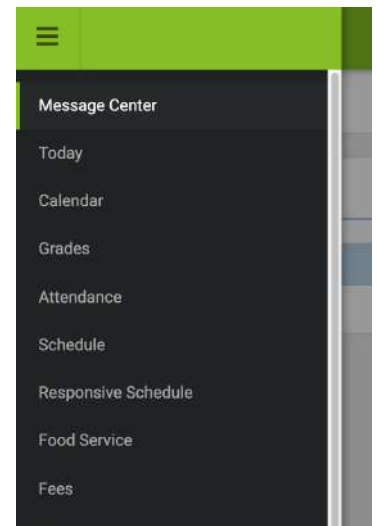 Message Center
Today
Calendar
Grades
Attendance
Schedule
Responsive Schedule
Food Service
Fees